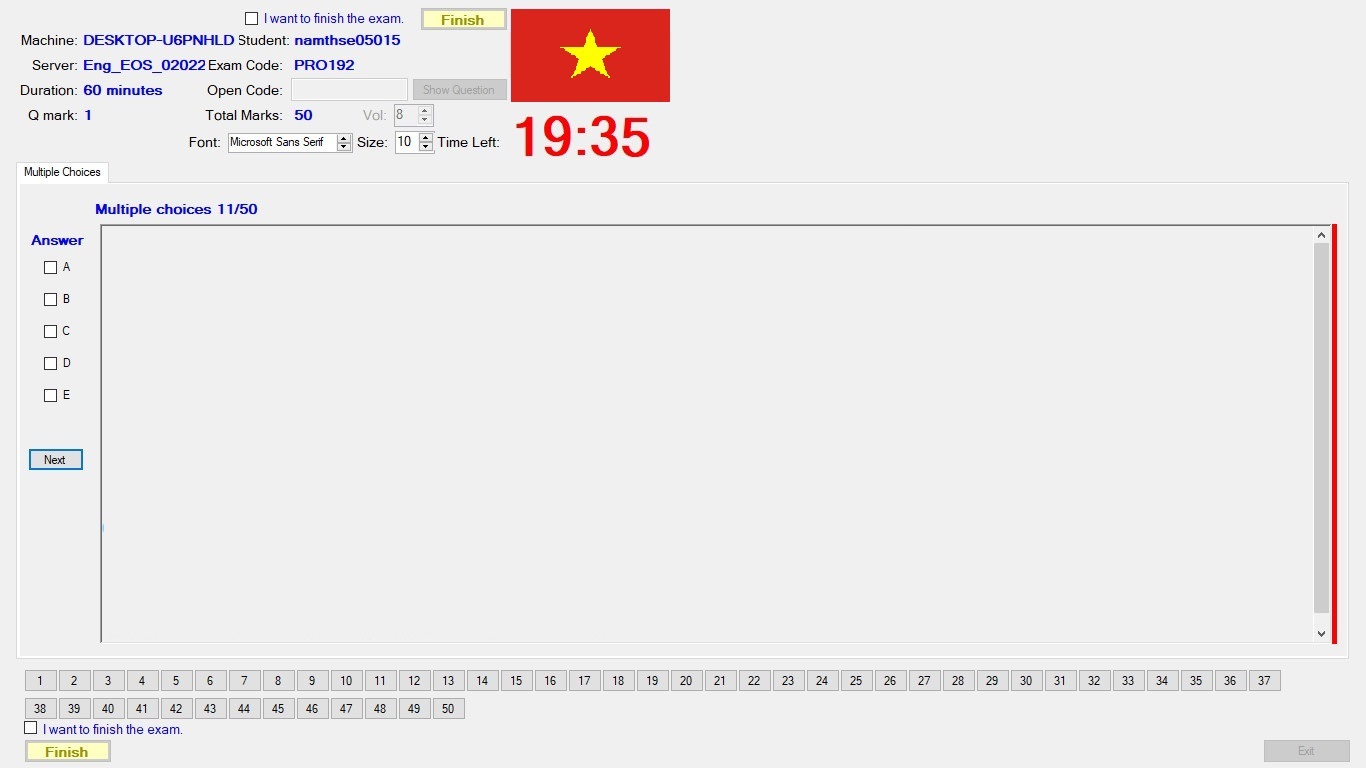 I want to finish the exam. Finish
Machine: DESKTOP-U6PNHLD Student: namthse05015
Server: Eng_EOS_02022 Exam Code: PRO192
Duration: 60 minutes Open Code: Show Question
Q mark: 1 Total Marks: 50 Vol: 8
Font: Microsoft Sans Serif Size: 10 Time Left: 19:35
Multiple Choices
Multiple choices 11/50
Answer
A
B
C
D
E
Next
1 2 3 4 5 6 7 8 9 10 11 12 13 14 15 16 17 18 19 20 21 22 23 24 25 26 27 28 29 30 31 32 33 34 35 36 37
38 39 40 41 42 43 44 45 46 47 48 49 50
I want to finish the exam.
Finish Exit